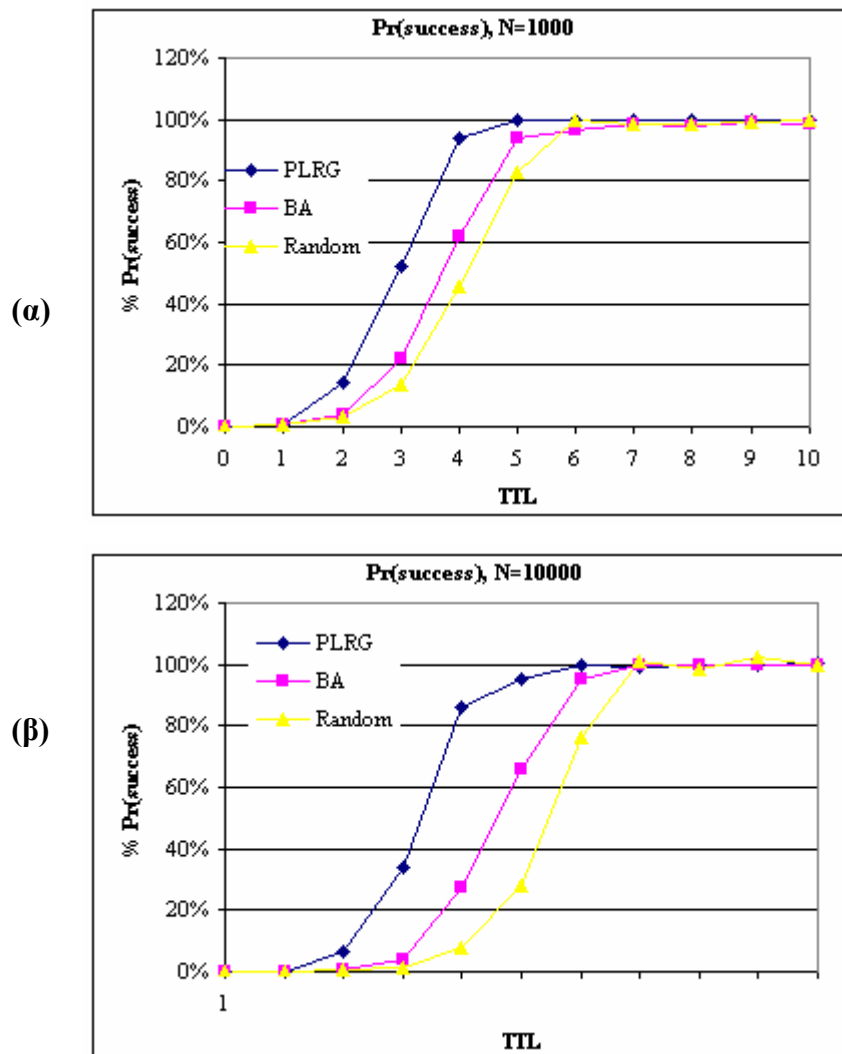 Pr(success), N=1000
120%
100%
80%
60%
40%
20%
0%
% Pr(success)
PLRG
BA
Random
0 1 2 3 4 5 6 7 8 9 10
TTL
(α)
Pr(success), N=10000
120%
100%
80%
60%
40%
20%
0%
% Pr(success)
PLRG
BA
Random
1
TTL
(β)